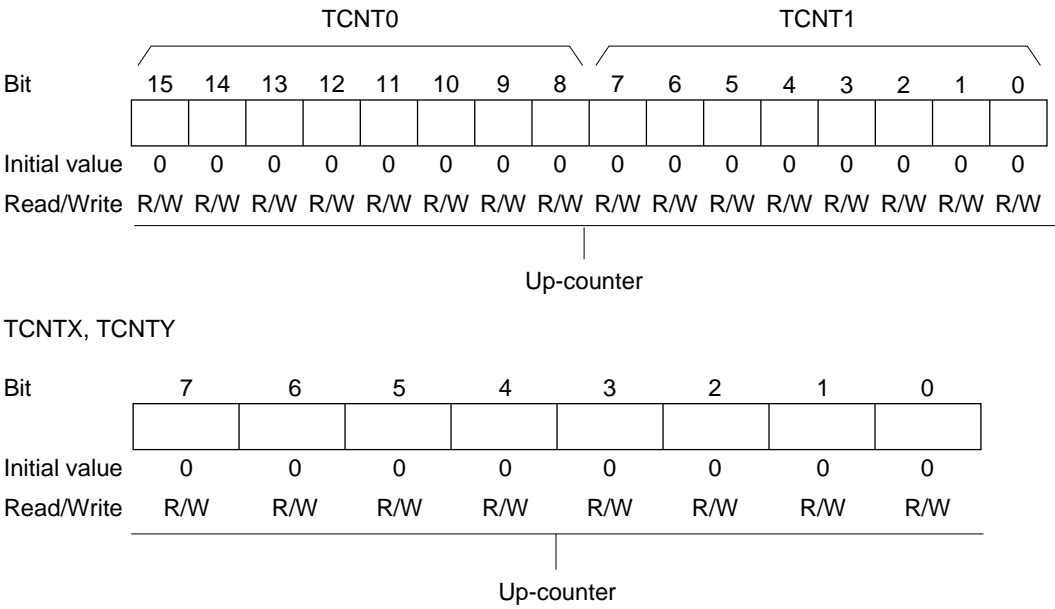 TCNT0 TCNT1
Bit 15 14 13 12 11 10 9 8 7 6 5 4 3 2 1 0
Initial value 0 0 0 0 0 0 0 0 0 0 0 0 0 0 0 0
Read/Write R/W R/W R/W R/W R/W R/W R/W R/W R/W R/W R/W R/W R/W R/W R/W R/W
Up-counter
TCNTX, TCNTY
Bit 7 6 5 4 3 2 1 0
Initial value 0 0 0 0 0 0 0 0
Read/Write R/W R/W R/W R/W R/W R/W R/W R/W
Up-counter